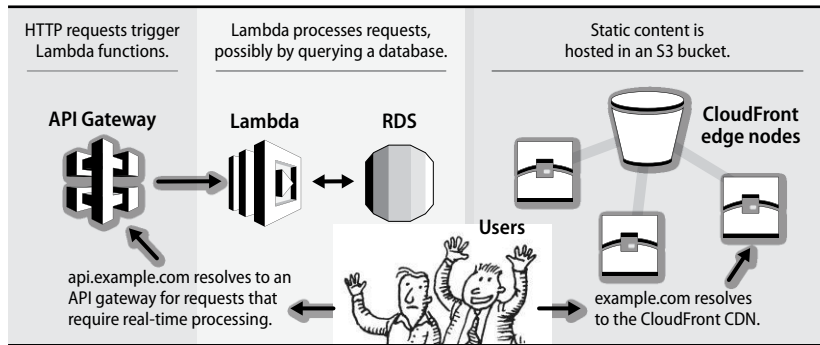 HTTP requests trigger
Lambda functions.
Lambda processes requests,
possibly by querying a database.
Static content is
hosted in an S3 bucket.
API Gateway
Lambda
RDS
CloudFront
edge nodes
Users
api.example.com resolves to an
API gateway for requests that
require real-time processing.
example.com resolves
to the CloudFront CDN.